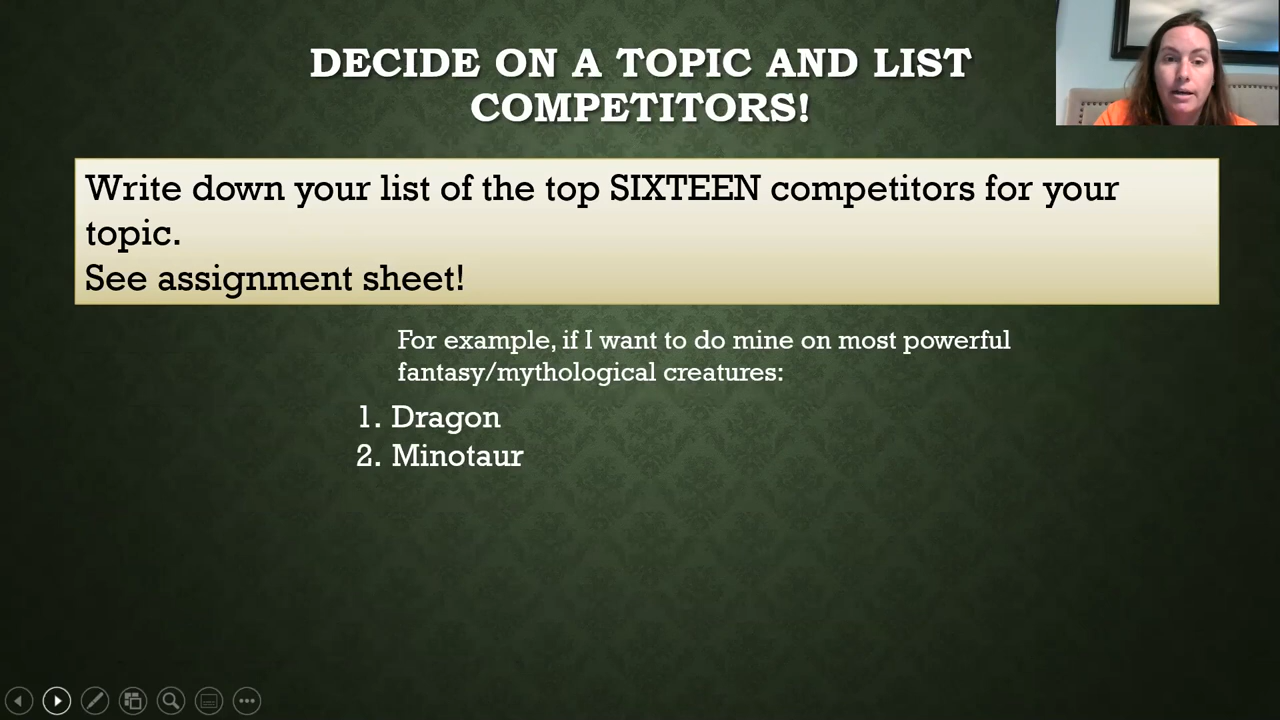 DECIDE ON A TOPIC AND LIST
COMPETITORS!
Write down your list of the top SIXTEEN competitors for your
topic.
See assignment sheet!
For example, if I want to do mine on most powerful
fantasy/mythological creatures:
1. Dragon
2. Minotaur